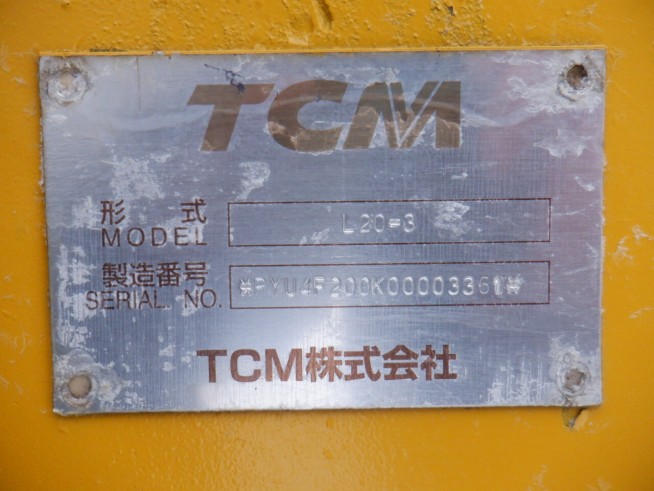 TCM
形式 L20-3
MODEL
製造番号 *PYU4F200K00003361*
SERIAL NO.
TCM株式会社